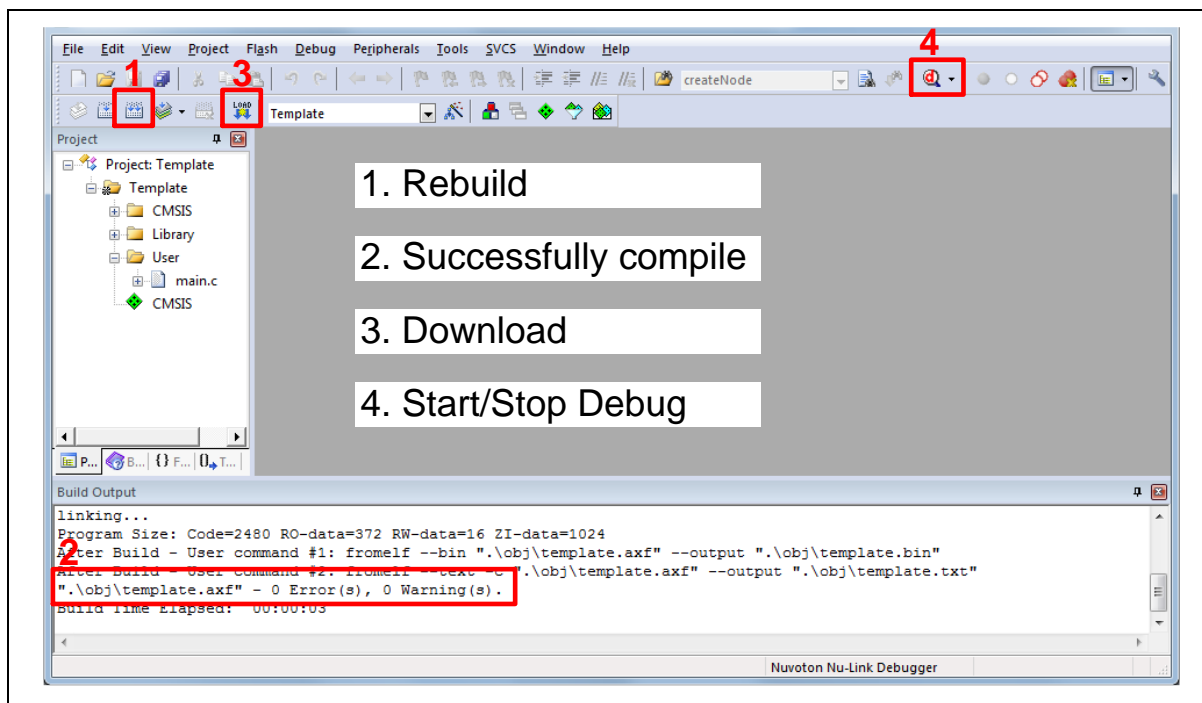 File Edit View Project Flash Debug Peripherals Tools SVCS Window Help
4
1
3
createNode
LOAD
Template
Project
Project: Template
Template
CMSIS
Library
User
main.c
CMSIS
1. Rebuild
2. Successfully compile
3. Download
4. Start/Stop Debug
P... B... {} F... 0 T...
Build Output
linking...
Program Size: Code=2480 RO-data=372 RW-data=16 ZI-data=1024
After Build - User command #1: fromelf --bin ".\obj\template.axf" --output ".\obj\template.bin"
2
After Build - User command #2: fromelf --text -c ".\obj\template.axf" --output ".\obj\template.txt"
".\obj\template.axf" - 0 Error(s), 0 Warning(s).
Build Time Elapsed: 00:00:03
Nuvoton Nu-Link Debugger